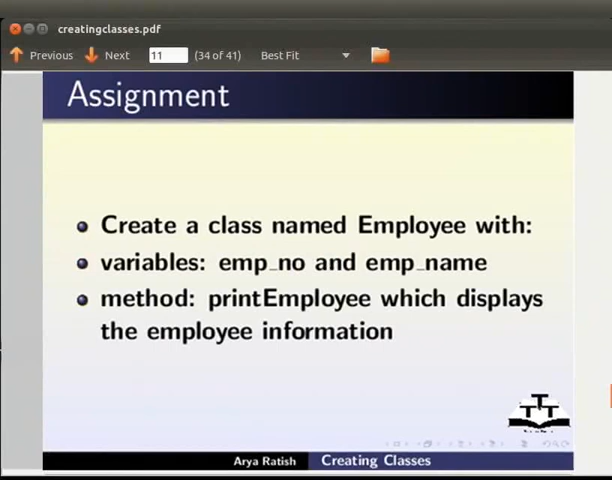 creatingclasses.pdf
Previous Next 11 (34 of 41) Best Fit
Assignment
Create a class named Employee with:
variables: emp_no and emp_name
method: printEmployee which displays
the employee information
TTT
Arya Ratish Creating Classes